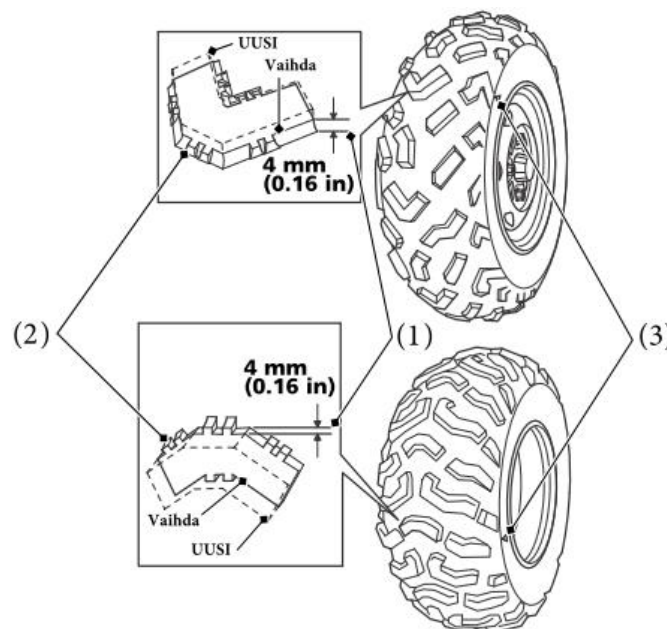 UUSI
Vaihda
4 mm
(0.16 in)
(2)
(1)
(3)
4 mm
(0.16 in)
Vaihda
UUSI